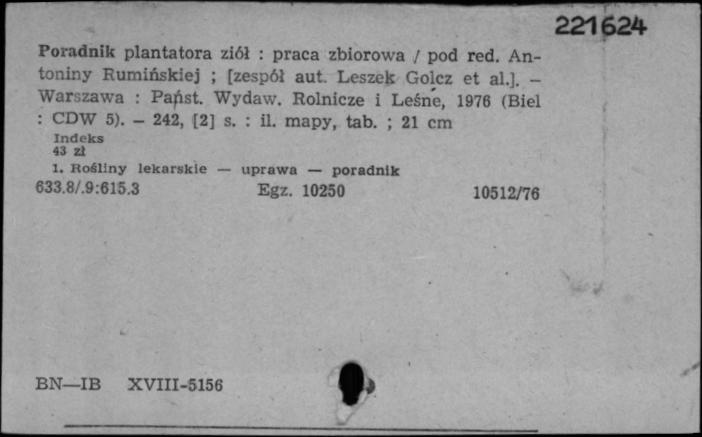 221624
Poradnik plantatora ziół : praca zbiorowa / pod red. An-
toniny Rumińskiej ; [zespół aut. Leszek Golcz et al.]. —
Warszawa : Państ. Wydaw. Rolnicze i Leśne, 1976 (Biel
: CDW 5). — 242, [2] s. : il. mapy, tab. ; 21 cm
Indeks
43 zł
1. Rośliny lekarskie — uprawa — poradnik
633.8/.9:615.3 Egz. 10250 10512/76
BN—IB XVIII-5156